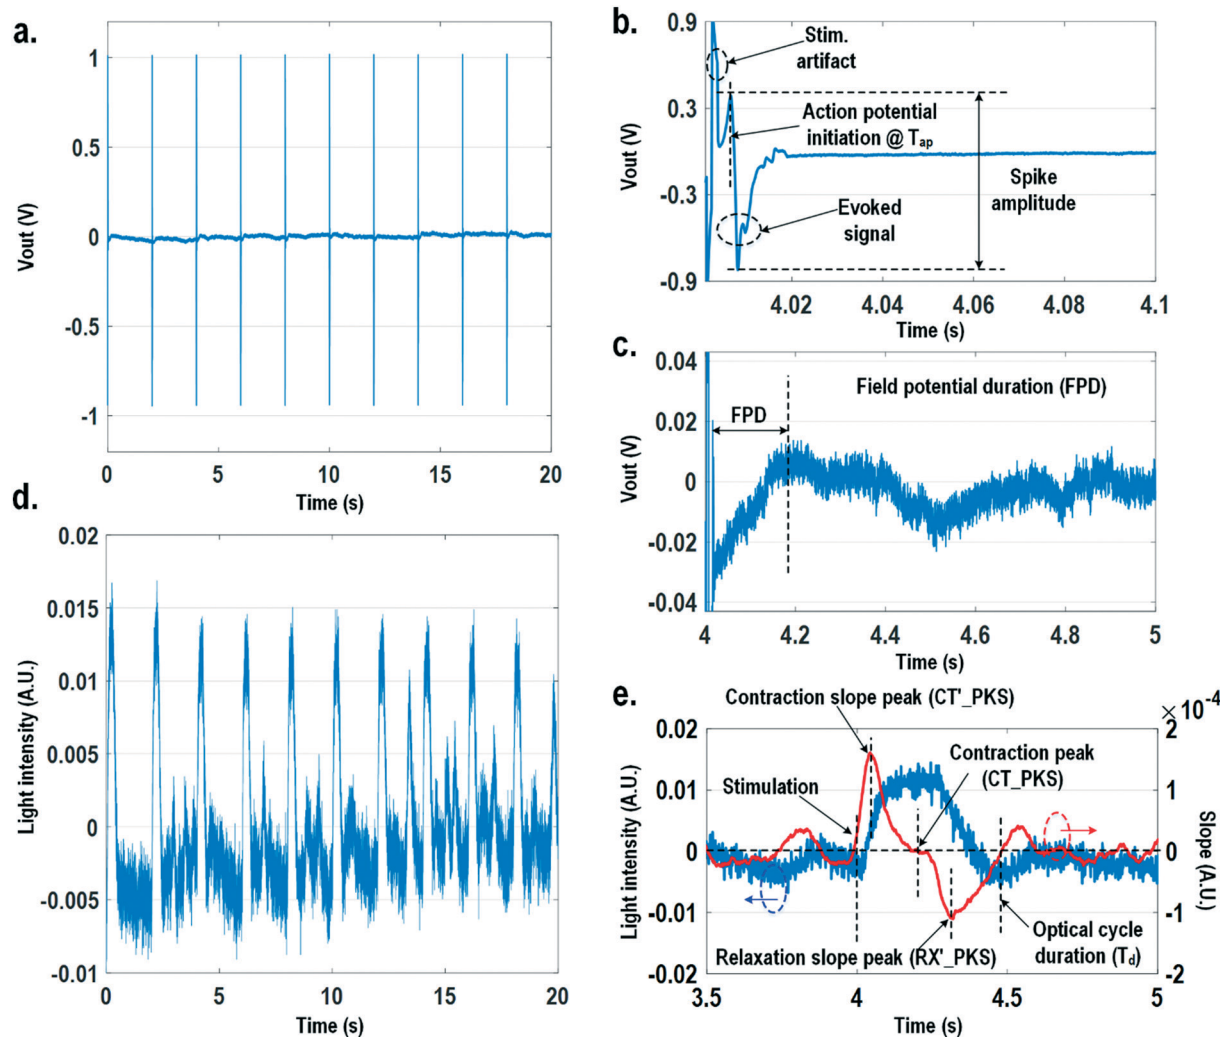 a.
Vout (V)
1
0.5
0
-0.5
-1
0
5
10
15
20
Time (s)
b.
Vout (V)
0.9
0.3
-0.3
-0.9
Stim.
artifact
Action potential
initiation @ Tap
Evoked
signal
Spike
amplitude
4.02
4.04
4.06
4.08
4.1
Time (s)
c.
Vout (V)
0.04
0.02
0
-0.02
-0.04
Field potential duration (FPD)
FPD
4
4.2
4.4
4.6
4.8
5
Time (s)
d.
Light intensity (A.U.)
0.02
0.015
0.01
0.005
0
-0.005
-0.01
0
5
10
15
20
Time (s)
e.
Contraction slope peak (CT'_PKS)
×10-4
Light intensity (A.U.)
0.02
0.01
0
-0.01
-0.02
Stimulation
Contraction peak
(CT_PKS)
Relaxation slope peak (RX'_PKS)
Optical cycle
duration (Td)
2
1
0
-1
-2
Slope (A.U.)
3.5
4
4.5
5
Time (s)